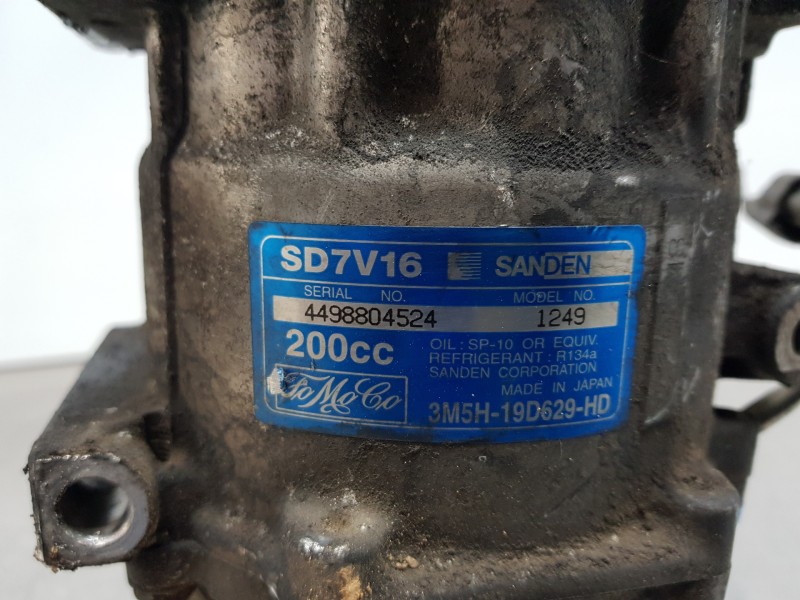 SD7V16 SANDEN
SERIAL NO. MODEL NO.
4498804524 1249
200cc OIL : SP-10 OR EQUIV.
REFRIGERANT : R134a
SANDEN CORPORATION
MADE IN JAPAN
FoMoCo 3M5H-19D629-HD